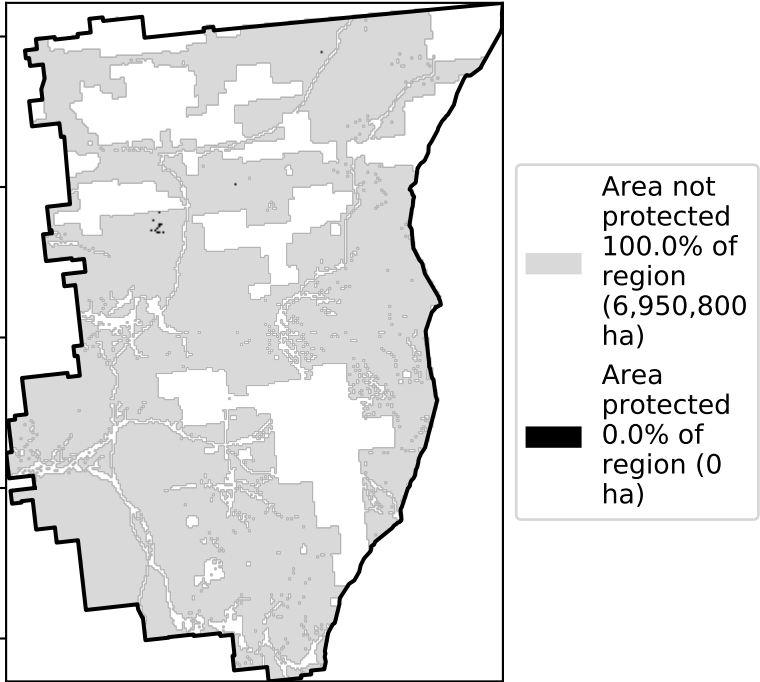 Area not
protected
100.0% of
region
(6,950,800
ha)
Area
protected
0.0% of
region (0
ha)